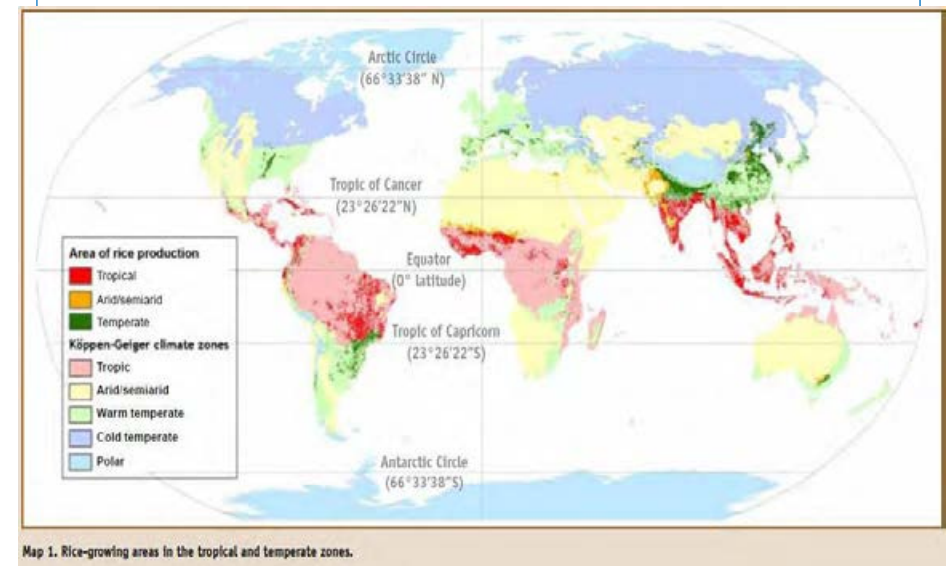 Arctic Circle
(66°33'38" N)
Tropic of Cancer
(23°26'22"N)
Area of rice production
Tropical
Arid/semiarid
Temperate
Köppen-Geiger climate zones
Tropic
Arid/semiarid
Warm temperate
Cold temperate
Polar
Equator
(0° latitude)
Tropic of Capricorn
(23°26'22"S)
Antarctic Circle
(66°33'38"S)
Map 1. Rice-growing areas in the tropical and temperate zones.